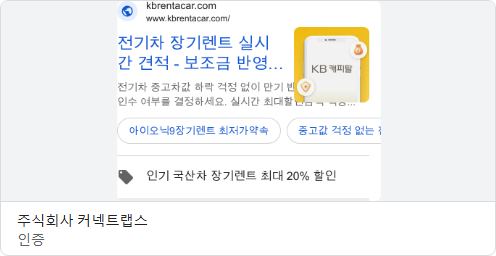 kbrentacar.com
www.kbrentacar.com/
전기차 장기렌트 실시
간 견적 - 보조금 반영...
KB 캐피탈
전기차 중고차값 하락 걱정 없이 만기 반
인수 여부를 결정하세요. 실시간 최대할인
아이오닉9장기렌트 최저가약속
중고값 걱정 없는
인기 국산차 장기렌트 최대 20% 할인
주식회사 커넥트랩스
인증